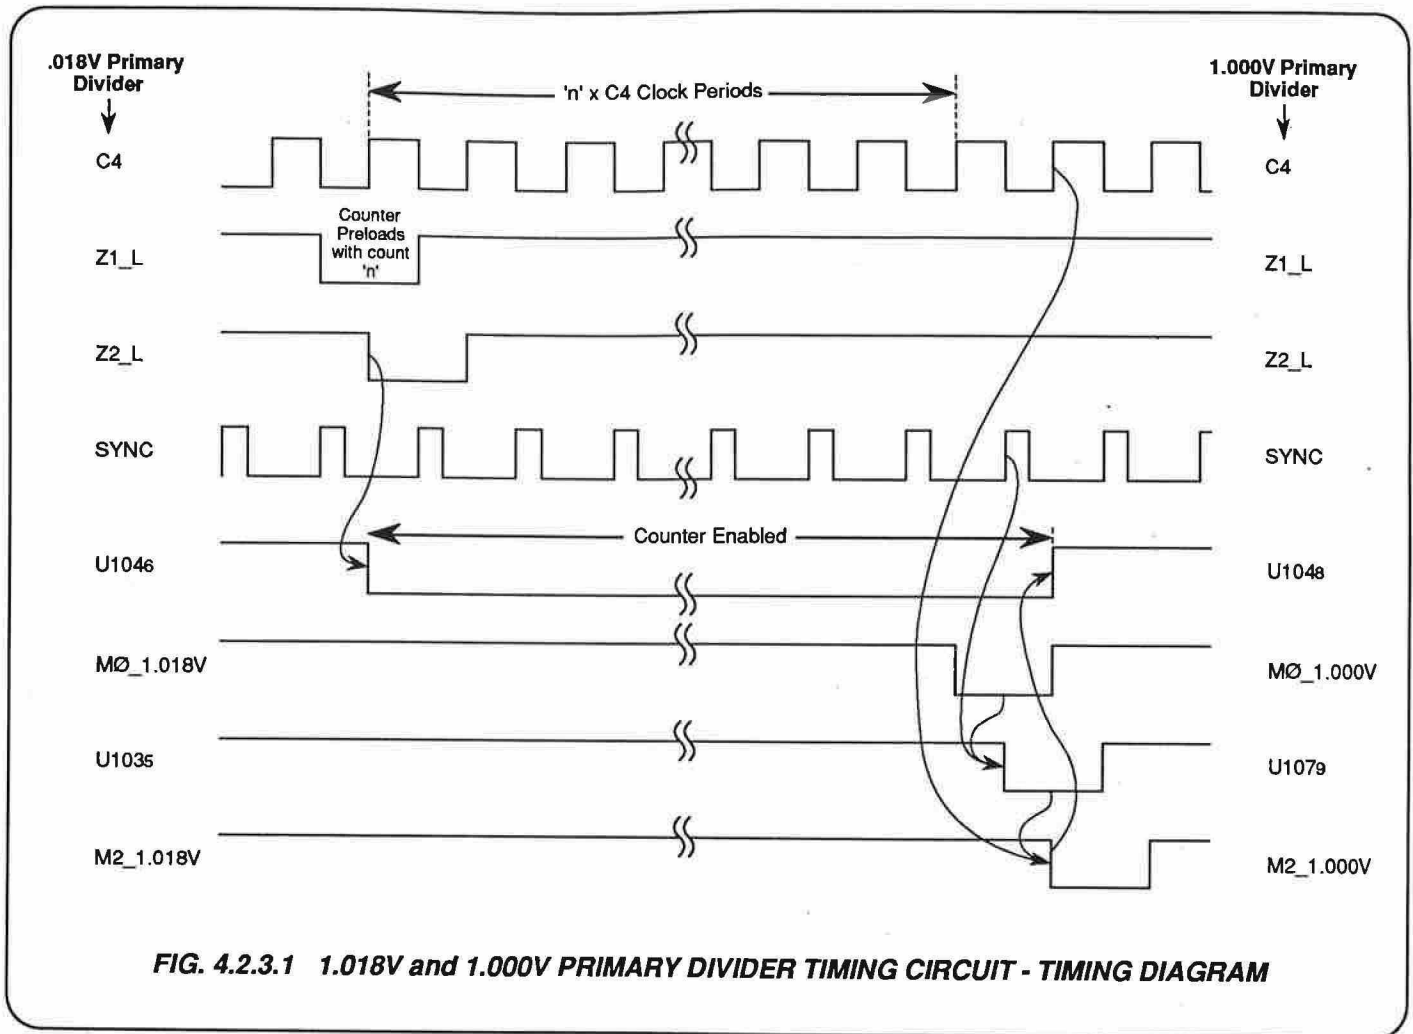 .018V Primary
Divider
1.000V Primary
Divider
'n' x C4 Clock Periods
C4
C4
Counter
Preloads
with count
'n'
Z1_L
Z1_L
Z2_L
Z2_L
SYNC
SYNC
Counter Enabled
U1046
U1048
MØ_1.018V
MØ_1.000V
U1035
U1079
M2_1.018V
M2_1.000V
FIG. 4.2.3.1 1.018V and 1.000V PRIMARY DIVIDER TIMING CIRCUIT - TIMING DIAGRAM